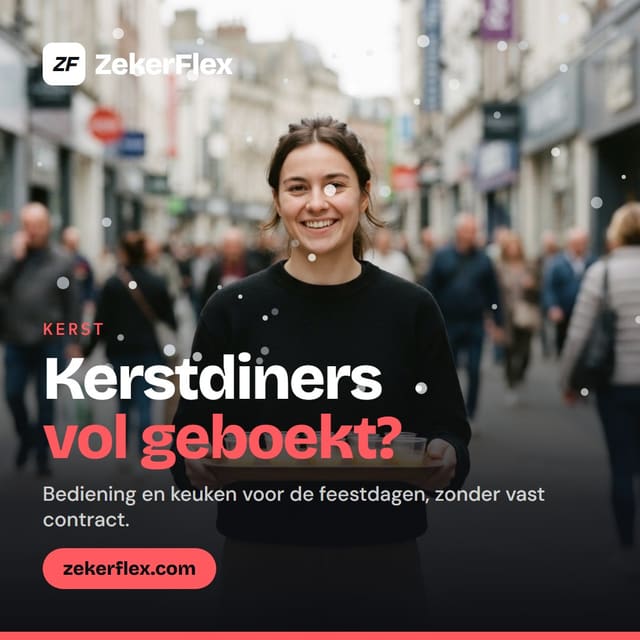 ZF ZekerFlex
KERST
Kerstdiners
vol geboekt?
Bediening en keuken voor de feestdagen, zonder vast
contract.
zekerflex.com